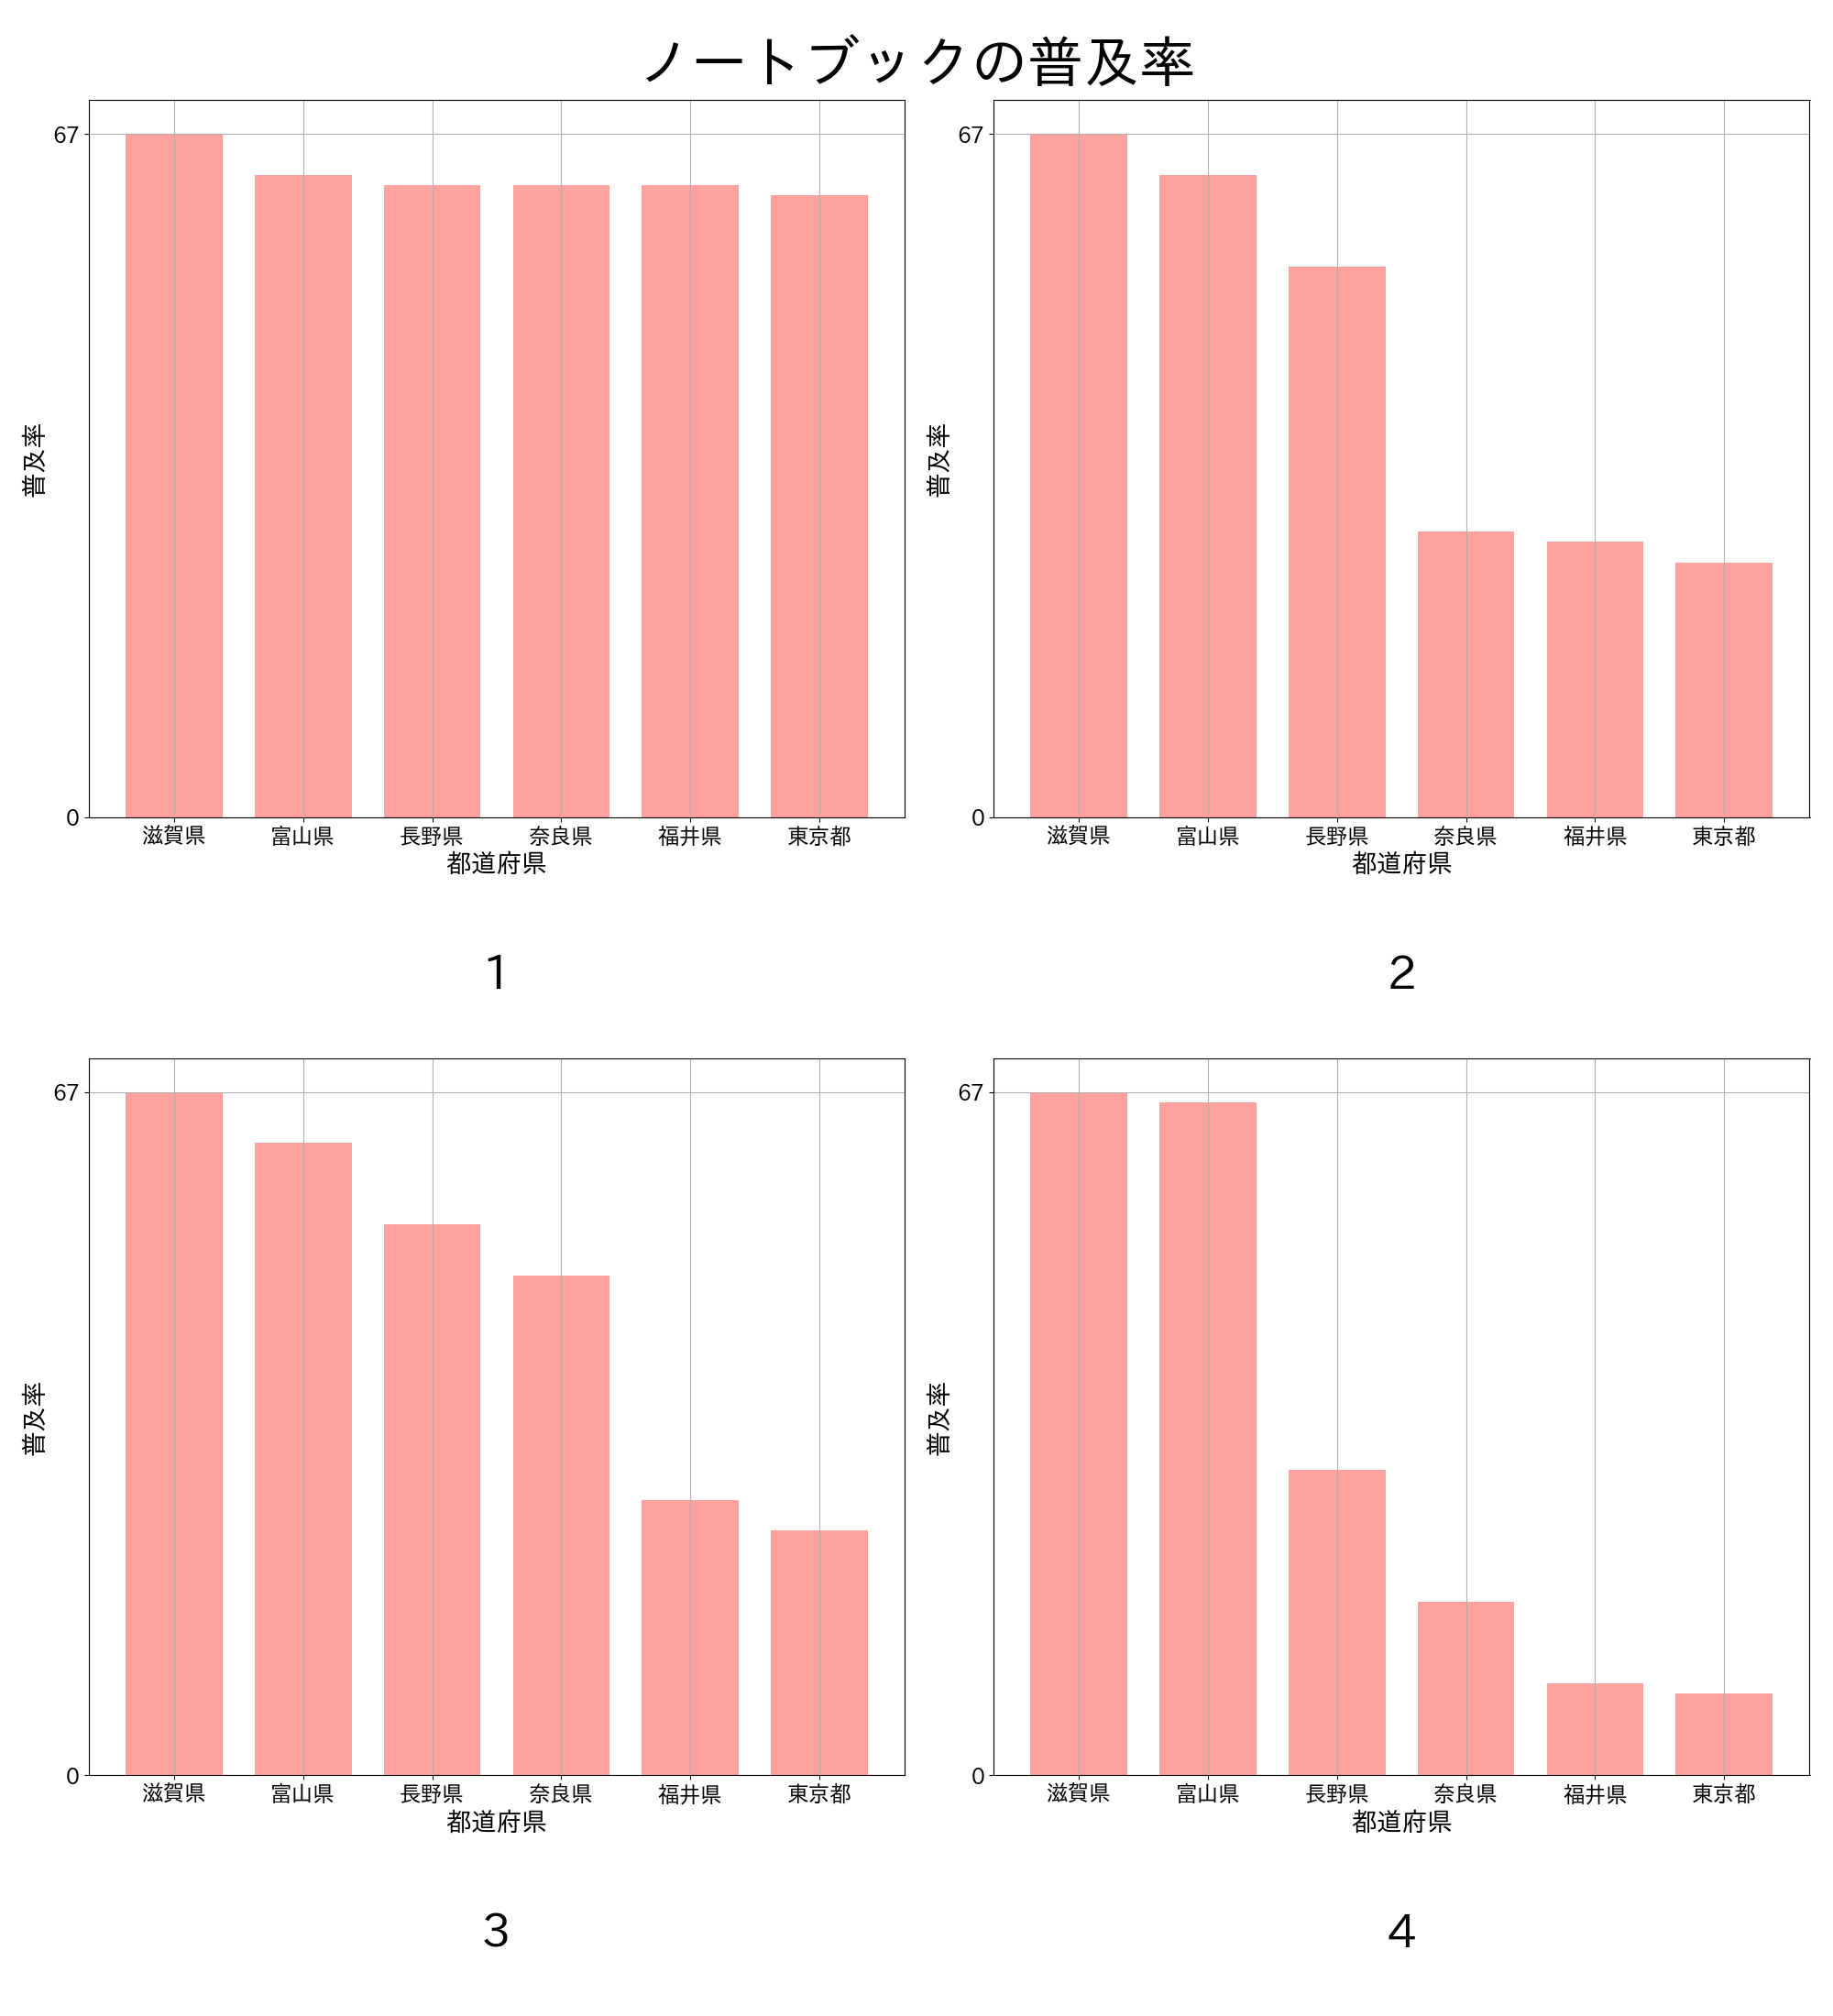 ノートブックの普及率
67
0
普及率
滋賀県 富山県 長野県 奈良県 福井県 東京都
都道府県
1
67
0
普及率
滋賀県 富山県 長野県 奈良県 福井県 東京都
都道府県
2
67
0
普及率
滋賀県 富山県 長野県 奈良県 福井県 東京都
都道府県
3
67
0
普及率
滋賀県 富山県 長野県 奈良県 福井県 東京都
都道府県
4